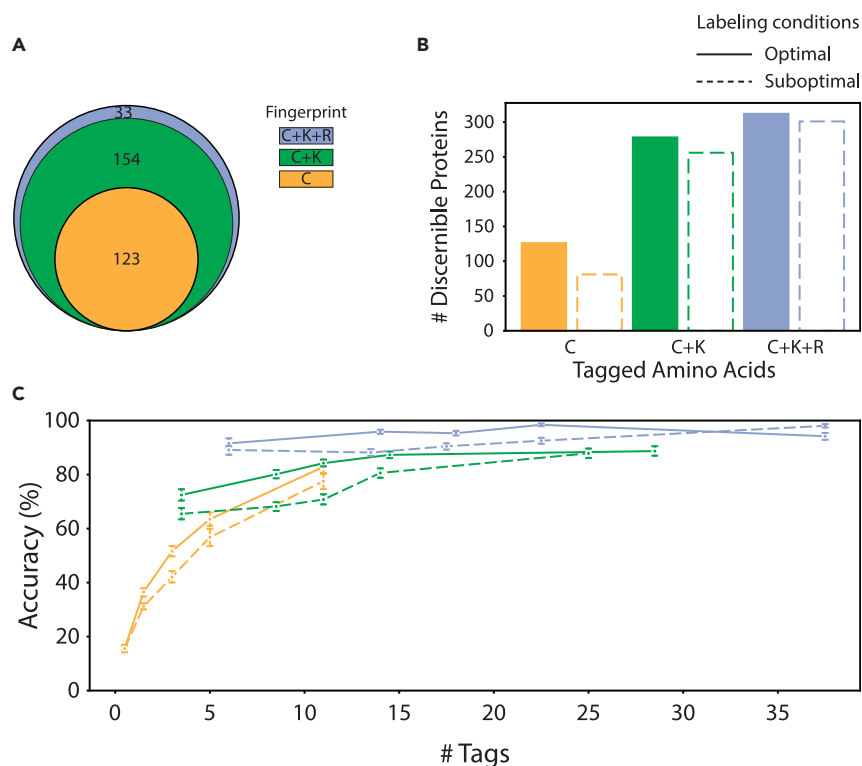 Labeling conditions
Optimal
Suboptimal
A
Fingerprint
C+K+R
C+K
C
33
154
123
B
# Discernible Proteins
300
250
200
150
100
50
0
C
C+K
C+K+R
Tagged Amino Acids
C
Accuracy (%)
100
80
60
40
20
0
0
5
10
15
20
25
30
35
# Tags